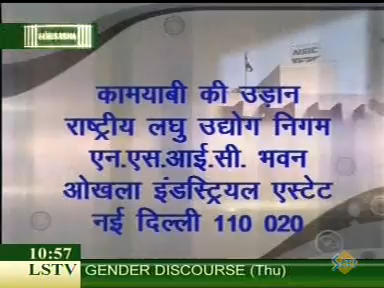 NSIC
कामयाबी की उड़ान
राष्ट्रीय लघु उद्योग निगम
एन.एस.आई.सी. भवन
ओखला इंडस्ट्रियल एस्टेट
नई दिल्ली 110 020
10:57
LSTV GENDER DISCOURSE (Thu)